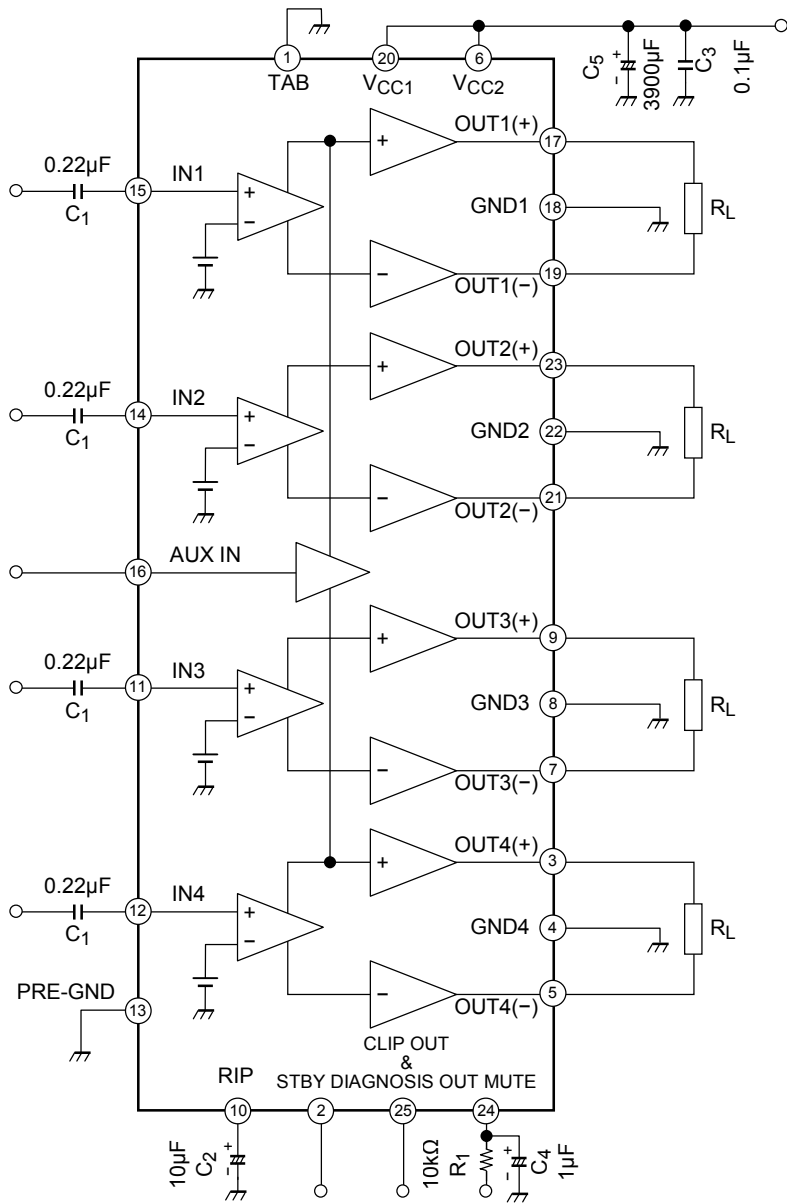 1
20
6
TAB
VCC1
VCC2
C5
3900μF
C3
0.1μF
OUT1(+)
17
0.22μF
15
IN1
C1
GND1
18
RL
OUT1(−)
19
OUT2(+)
23
0.22μF
14
IN2
C1
GND2
22
RL
OUT2(−)
21
16
AUX IN
OUT3(+)
9
0.22μF
11
IN3
C1
GND3
8
RL
OUT3(−)
7
OUT4(+)
3
0.22μF
12
IN4
C1
GND4
4
RL
OUT4(−)
5
PRE-GND
13
CLIP OUT
&
RIP
STBY DIAGNOSIS OUT MUTE
10
2
25
24
10μF
C2
10kΩ
R1
C4
1μF
+
−